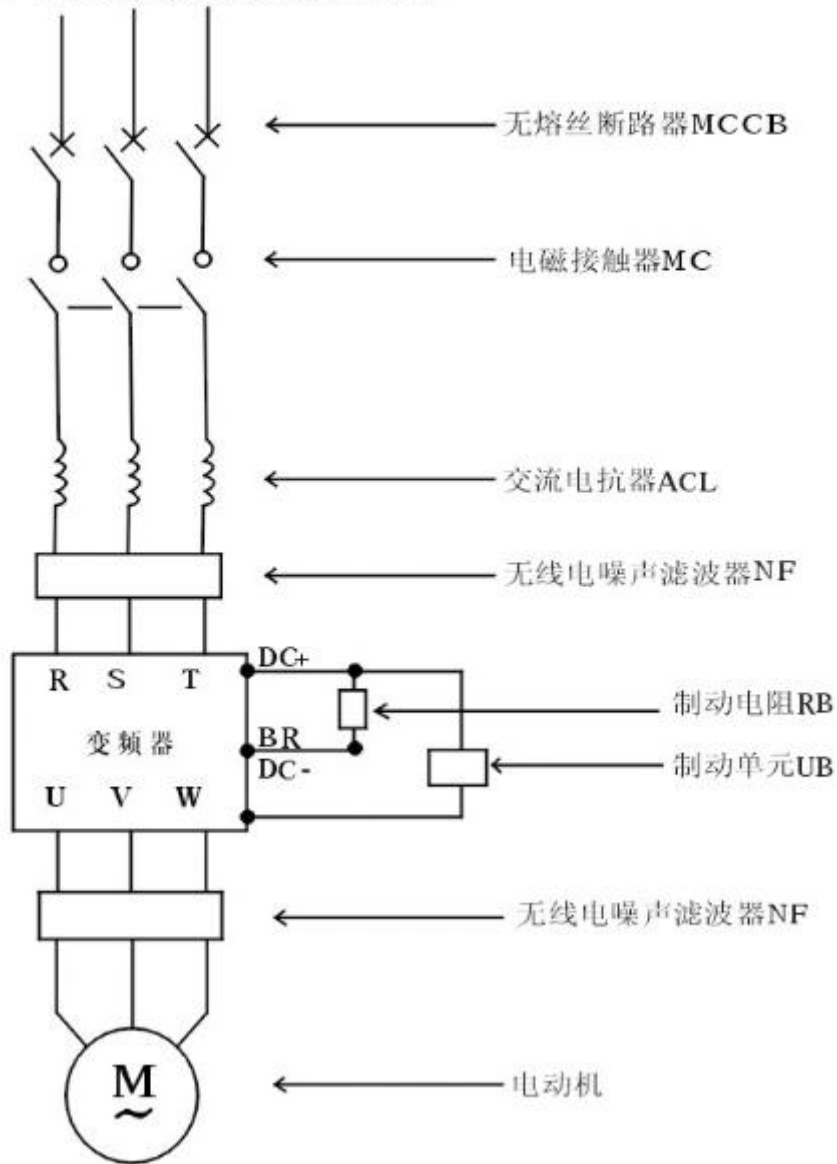 无熔丝断路器MCCB
电磁接触器MC
交流电抗器ACL
无线电噪声滤波器NF
R S T
DC+
制动电阻RB
变频器
BR
DC-
制动单元UB
U V W
无线电噪声滤波器NF
M
~
电动机